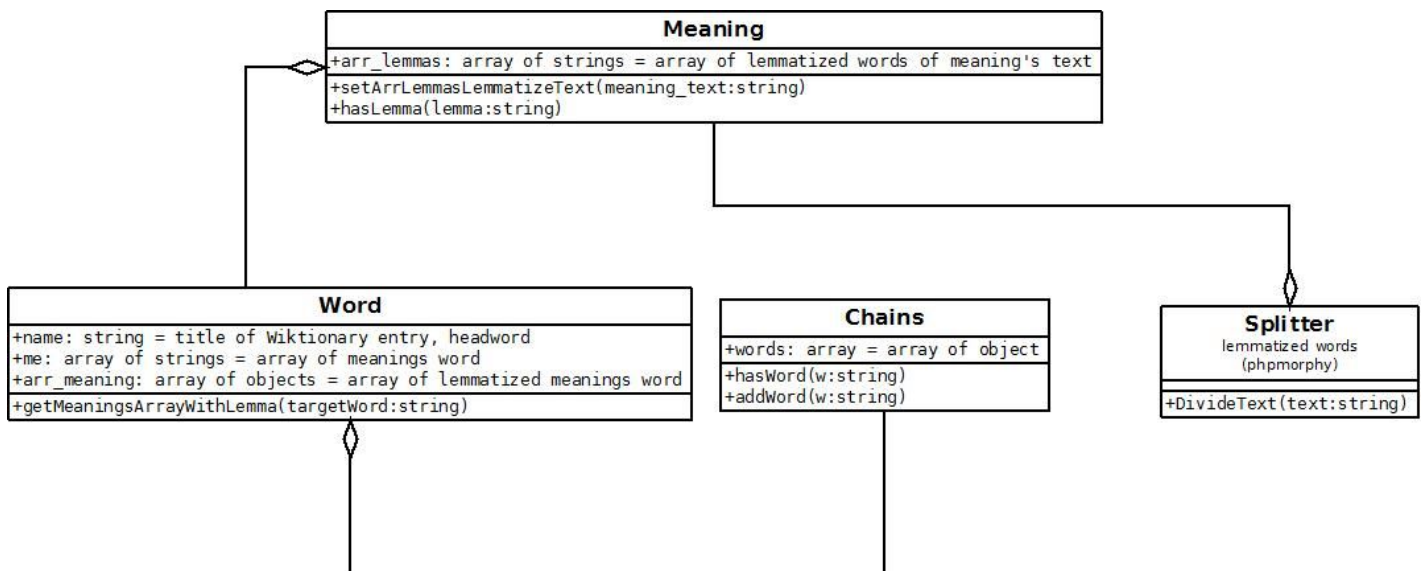 Meaning
+arr_lemmas: array of strings = array of lemmatized words of meaning's text
+setArrLemmasLemmatizeText(meaning_text:string)
+hasLemma(lemma:string)
Word
+name: string = title of Wiktionary entry, headword
+me: array of strings = array of meanings word
+arr_meaning: array of objects = array of lemmatized meanings word
+getMeaningsArrayWithLemma(targetWord:string)
Chains
+words: array = array of object
+hasWord(w:string)
+addWord(w:string)
Splitter
lemmatized words
(phpmorphy)
+DivideText(text:string)